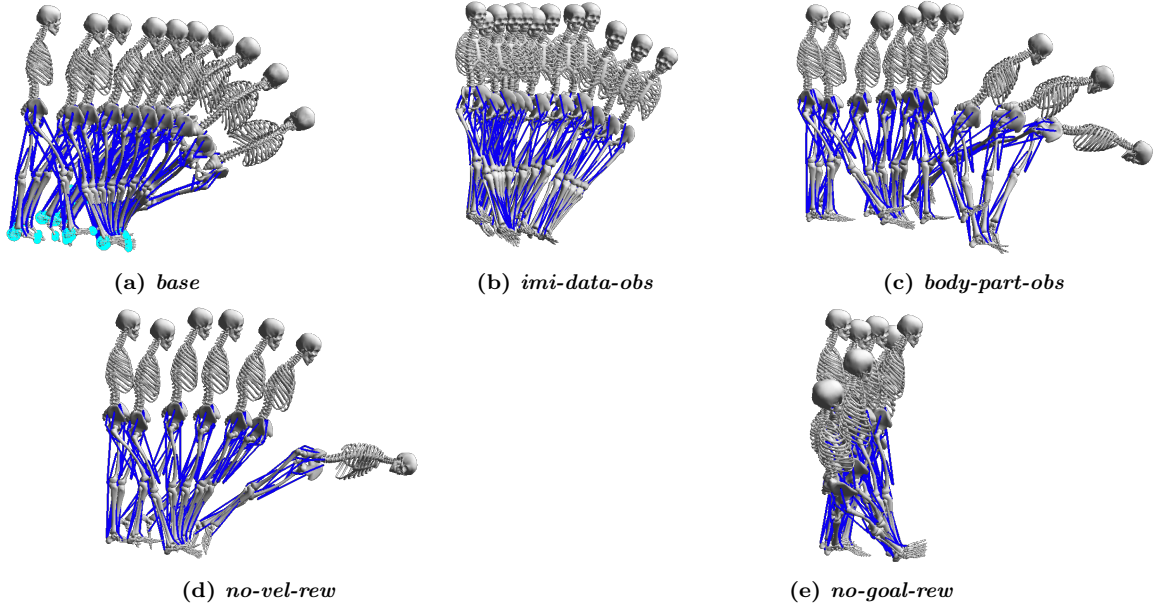 (a) base
(b) imi-data-obs
(c) body-part-obs
(d) no-vel-rew
(e) no-goal-rew